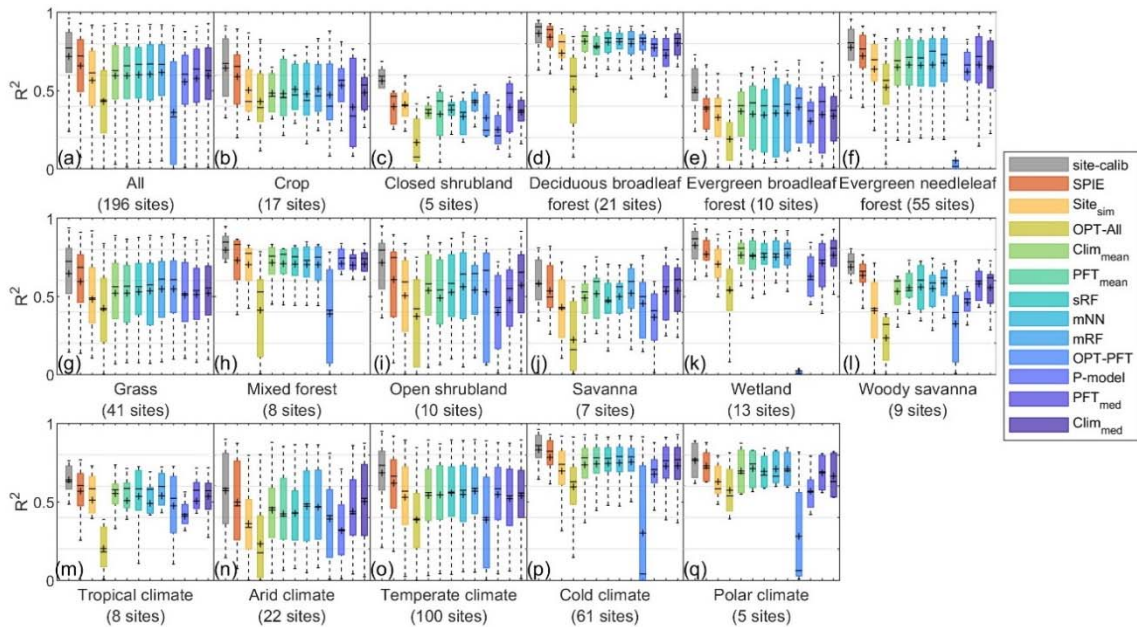 1
0.5
0
R²
(a) (b) (c) (d) (e) (f)
All
(196 sites)
Crop
(17 sites)
Closed shrubland
(5 sites)
Deciduous broadleaf
forest (21 sites)
Evergreen broadleaf
forest (10 sites)
Evergreen needleleaf
forest (55 sites)
1
0.5
0
R²
(g) (h) (i) (j) (k) (l)
Grass
(41 sites)
Mixed forest
(8 sites)
Open shrubland
(10 sites)
Savanna
(7 sites)
Wetland
(13 sites)
Woody savanna
(9 sites)
1
0.5
0
R²
(m) (n) (o) (p) (q)
Tropical climate
(8 sites)
Arid climate
(22 sites)
Temperate climate
(100 sites)
Cold climate
(61 sites)
Polar climate
(5 sites)
site-calib
SPIE
Site_sim
OPT-All
Clim_mean
PFT_mean
sRF
mNN
mRF
OPT-PFT
P-model
PFT_med
Clim_med